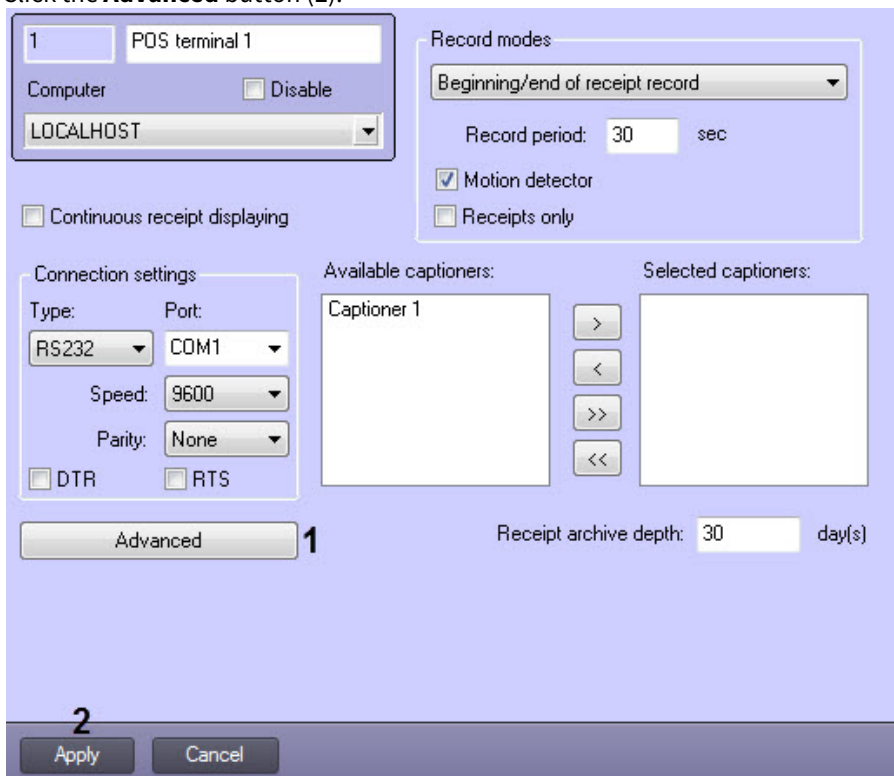 Click the Advanced button (1).
1 POS terminal 1
Computer Disable
LOCALHOST
Continuous receipt displaying
Record modes
Beginning/end of receipt record
Record period: 30 sec
Motion detector
Receipts only
Connection settings
Type: Port:
RS232 COM1
Speed: 9600
Parity: None
DTR RTS
Available captioners:
Captioner 1
>
<
>>
<<
Selected captioners:
Advanced 1
Receipt archive depth: 30 day(s)
2
Apply Cancel